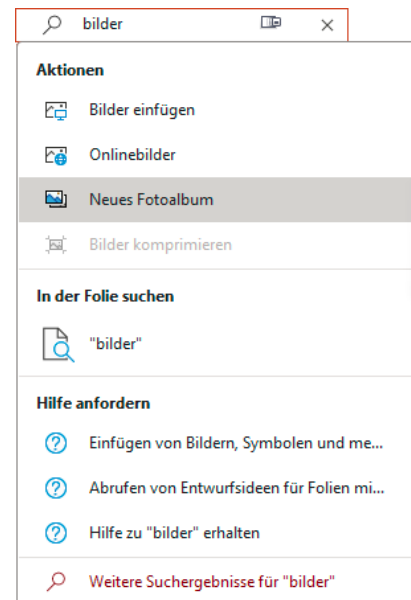 bilder
Aktionen
Bilder einfügen
Onlinebilder
Neues Fotoalbum
Bilder komprimieren
In der Folie suchen
"bilder"
Hilfe anfordern
Einfügen von Bildern, Symbolen und me...
Abrufen von Entwurfsideen für Folien mi...
Hilfe zu "bilder" erhalten
Weitere Suchergebnisse für "bilder"